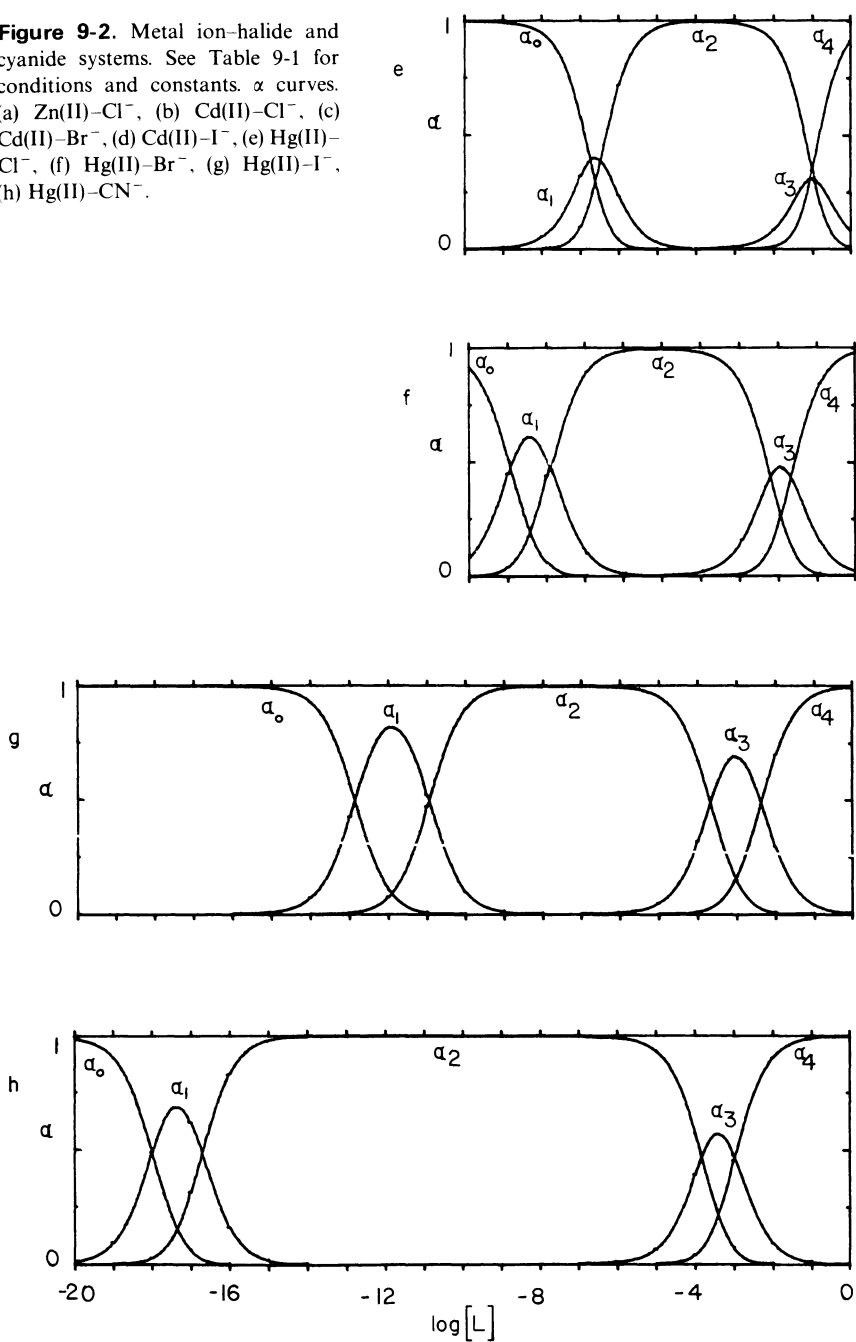 Figure 9-2. Metal ion–halide and
cyanide systems. See Table 9-1 for
conditions and constants. α curves.
(a) Zn(II)–Cl⁻, (b) Cd(II)–Cl⁻, (c)
Cd(II)–Br⁻, (d) Cd(II)–I⁻, (e) Hg(II)–
Cl⁻, (f) Hg(II)–Br⁻, (g) Hg(II)–I⁻,
(h) Hg(II)–CN⁻.
e
1
α
0
α₀
α₁
α₂
α₃
α₄
f
1
α
0
α₀
α₁
α₂
α₃
α₄
g
1
α
0
α₀
α₁
α₂
α₃
α₄
h
1
α
0
α₀
α₁
α₂
α₃
α₄
-20 -16 -12 -8 -4 0
log[L]